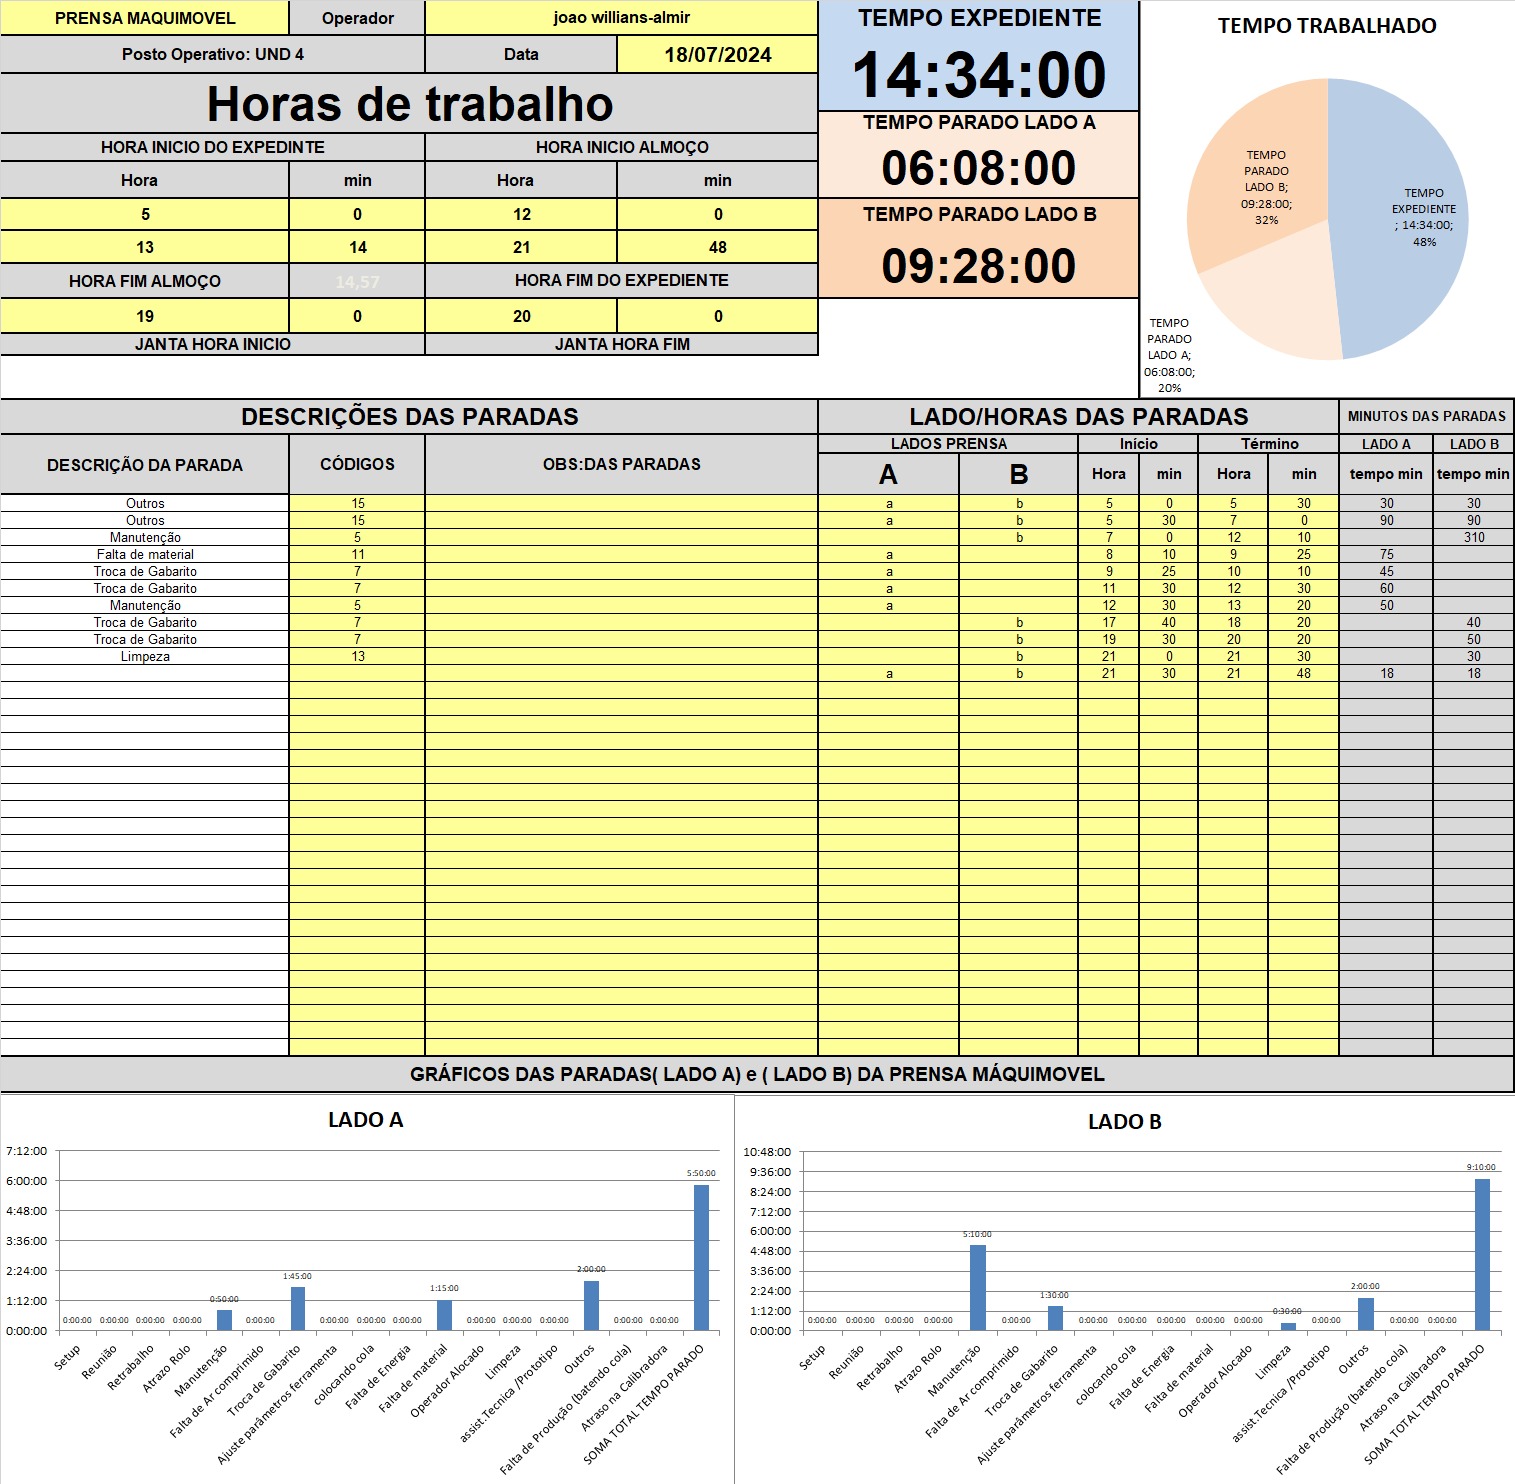 PRENSA MAQUIMOVEL Operador joao willians-almir
Posto Operativo: UND 4 Data 18/07/2024
Horas de trabalho
HORA INICIO DO EXPEDINTE HORA INICIO ALMOÇO
Hora min Hora min
5 0 12 0
13 14 21 48
HORA FIM ALMOÇO 14,57 HORA FIM DO EXPEDIENTE
19 0 20 0
JANTA HORA INICIO JANTA HORA FIM
TEMPO EXPEDIENTE
14:34:00
TEMPO PARADO LADO A
06:08:00
TEMPO PARADO LADO B
09:28:00
TEMPO TRABALHADO
TEMPO
PARADO
LADO B;
09:28:00;
32%
TEMPO
EXPEDIENTE
; 14:34:00;
48%
TEMPO
PARADO
LADO A;
06:08:00;
20%
DESCRIÇÕES DAS PARADAS LADO/HORAS DAS PARADAS MINUTOS DAS PARADAS
DESCRIÇÃO DA PARADA CÓDIGOS OBS:DAS PARADAS LADOS PRENSA Início Término LADO A LADO B
A B Hora min Hora min tempo min tempo min
Outros 15 a b 5 0 5 30 30 30
Outros 15 a b 5 30 7 0 90 90
Manutenção 5 b 7 0 12 10 310
Falta de material 11 a 8 10 9 25 75
Troca de Gabarito 7 a 9 25 10 10 45
Troca de Gabarito 7 a 11 30 12 30 60
Manutenção 5 a 12 30 13 20 50
Troca de Gabarito 7 b 17 40 18 20 40
Troca de Gabarito 7 b 19 30 20 20 50
Limpeza 13 b 21 0 21 30 30
a b 21 30 21 48 18 18
GRÁFICOS DAS PARADAS( LADO A) e ( LADO B) DA PRENSA MÁQUIMOVEL
LADO A
7:12:00
6:00:00
4:48:00
3:36:00
2:24:00
1:12:00
0:00:00
0:00:00 0:00:00 0:00:00 0:00:00 0:50:00 0:00:00 1:45:00 0:00:00 0:00:00 0:00:00 1:15:00 0:00:00 0:00:00 0:00:00 2:00:00 0:00:00 0:00:00 5:50:00
Setup
Reunião
Retrabalho
Atrazo Rolo
Manutenção
Falta de Ar comprimido
Troca de Gabarito
Ajuste parâmetros ferramenta
colocando cola
Falta de Energia
Falta de material
Operador Alocado
Limpeza
assist.Tecnica /Prototipo
Outros
Falta de Produção (batendo cola)
Atraso na Calibradora
SOMA TOTAL TEMPO PARADO
LADO B
10:48:00
9:36:00
8:24:00
7:12:00
6:00:00
4:48:00
3:36:00
2:24:00
1:12:00
0:00:00
0:00:00 0:00:00 0:00:00 0:00:00 5:10:00 0:00:00 1:30:00 0:00:00 0:00:00 0:00:00 0:00:00 0:00:00 0:30:00 0:00:00 2:00:00 0:00:00 0:00:00 9:10:00
Setup
Reunião
Retrabalho
Atrazo Rolo
Manutenção
Falta de Ar comprimido
Troca de Gabarito
Ajuste parâmetros ferramenta
colocando cola
Falta de Energia
Falta de material
Operador Alocado
Limpeza
assist.Tecnica /Prototipo
Outros
Falta de Produção (batendo cola)
Atraso na Calibradora
SOMA TOTAL TEMPO PARADO